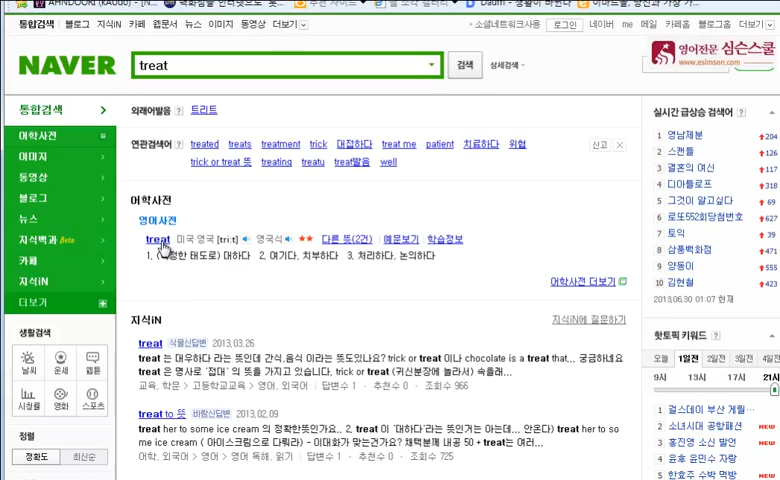 통합검색 블로그 지식iN 카페 웹문서 뉴스 이미지 동영상 더보기
소셜네트워크사용 로그인 네이버 me 메일 카페홈 블로그홈 더보기
NAVER treat 검색 상세검색
영어전문 심슨스쿨
www.esimson.com
통합검색
어학사전
이미지
동영상
블로그
뉴스
지식백과 Beta
카페
지식iN
더보기
생활검색
날씨 운세 웹툰
시청률 영화 스포츠
정렬
정확도 최신순
외래어발음 ? 트리트
연관검색어 ? treated treats treatment trick 대접하다 treat me patient 치료하다 위협 신고
trick or treat 뜻 treating treatu treat발음 well
어학사전
영어사전
treat 미국 영국 [tri:t] 영국식 ★★ 다른 뜻(2건) 예문보기 학습정보
1. 태도로) 대하다 2. 여기다, 치부하다 3. 처리하다, 논의하다
어학사전 더보기
지식iN 지식iN에 질문하기
treat 식물신답변 2013,03,26
treat 는 대우하다 라는 뜻인데 간식,음식 이라는 뜻도있나요? trick or treat 이나 chocolate is a treat that,,, 궁금하네요
treat 은 명사로 '접대' 의 뜻을 가지고 있습니다, trick or treat (귀신분장에 놀라서) 속을래...
교육, 학문 > 고등학교교육 > 영어, 외국어 답변수 1 추천수 0 조회수 966
treat to 뜻 바람신답변 2013,02,09
treat her to some ice cream 의 정확한뜻인가요,, 2, treat 이 '대하다'라는 뜻인거는 아는데,,, 안온다) treat her to so
me ice cream ( 아이스크림으로 다뤄라) - 이대화가 맞는건가요? 채택분께 내공 50 + treat는 여러...
어학, 외국어 > 영어 > 영어 독해, 읽기 답변수 1 추천수 0 조회수 725
실시간 급상승 검색어 ?
1 영남제분 204
2 스캔들 126
3 결혼의 여신 117
4 디아틀로프 318
5 그것이 알고싶다 201
6 로또552회당첨번호 627
7 토익 39
8 삼풍백화점 471
9 양동이 555
10 김현철 423
2013,06,30 01:07 현재
핫토픽 키워드 ?
오늘 1일전 2일전 3일전 4일전
9시 13시 17시 21시
1 걸스데이 부산 게릴...
2 소녀시대 공항패션 NEW
3 홍진영 소신 발언 NEW
4 윤후 윤민수 자랑
5 한효주 수박 먹방 NEW